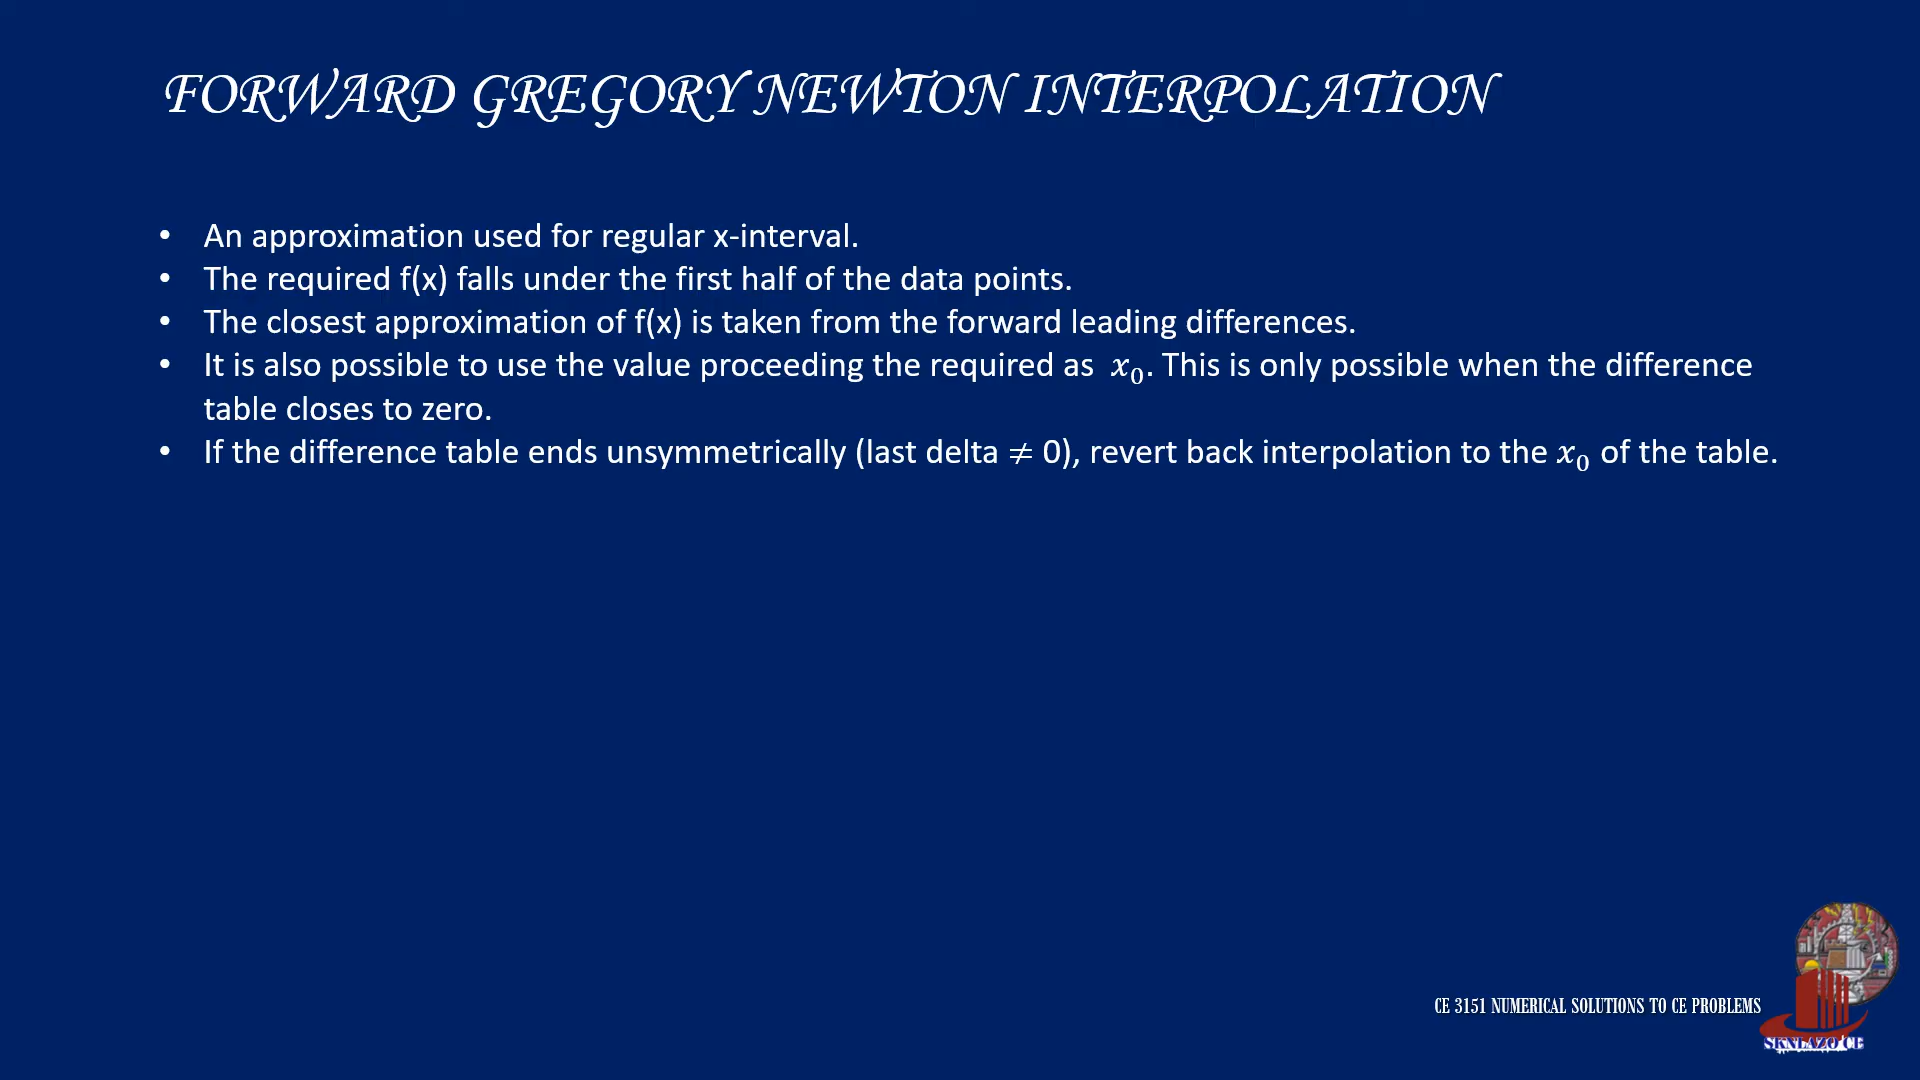 FORWARD GREGORY NEWTON INTERPOLATION
• An approximation used for regular x-interval.
• The required f(x) falls under the first half of the data points.
• The closest approximation of f(x) is taken from the forward leading differences.
• It is also possible to use the value proceeding the required as x₀. This is only possible when the difference
table closes to zero.
• If the difference table ends unsymmetrically (last delta ≠ 0), revert back interpolation to the x₀ of the table.
CE 3151 NUMERICAL SOLUTIONS TO CE PROBLEMS